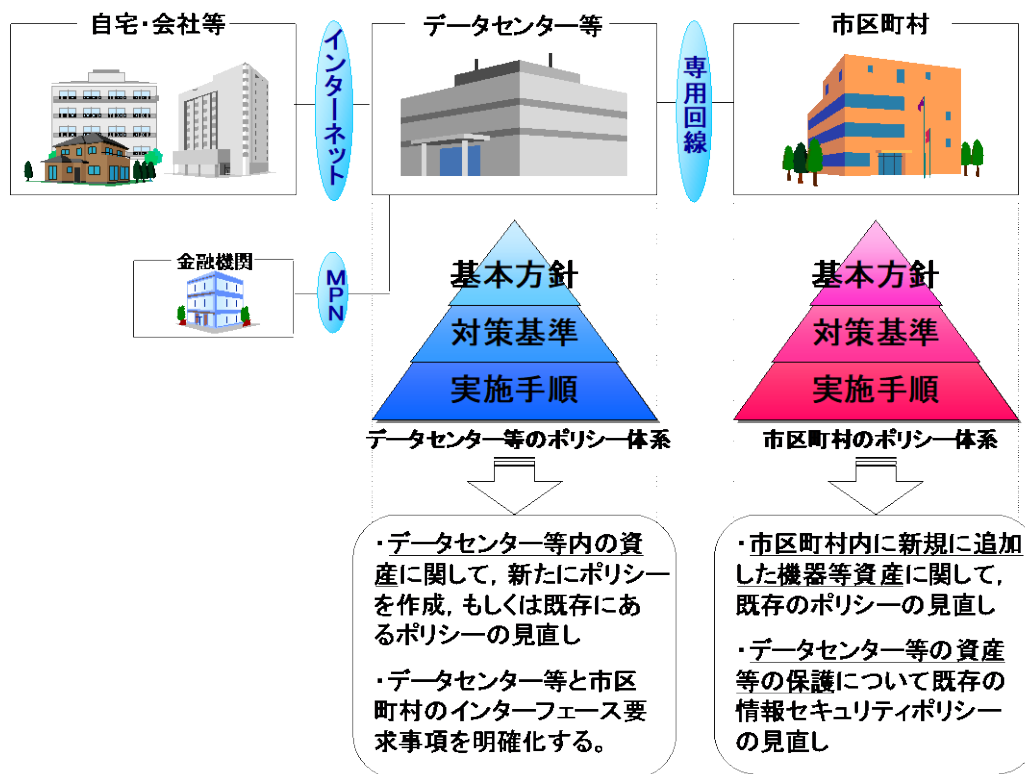 自宅・会社等
インターネット
データセンター等
専用回線
市区町村
金融機関
MPN
基本方針
対策基準
実施手順
データセンター等のポリシー体系
基本方針
対策基準
実施手順
市区町村のポリシー体系
・データセンター等内の資
産に関して，新たにポリシー
を作成，もしくは既存にあ
るポリシーの見直し
・データセンター等と市区
町村のインターフェース要
求事項を明確化する。
・市区町村内に新規に追加
した機器等資産に関して，
既存のポリシーの見直し
・データセンター等の資産
等の保護について既存の
情報セキュリティポリシー
の見直し